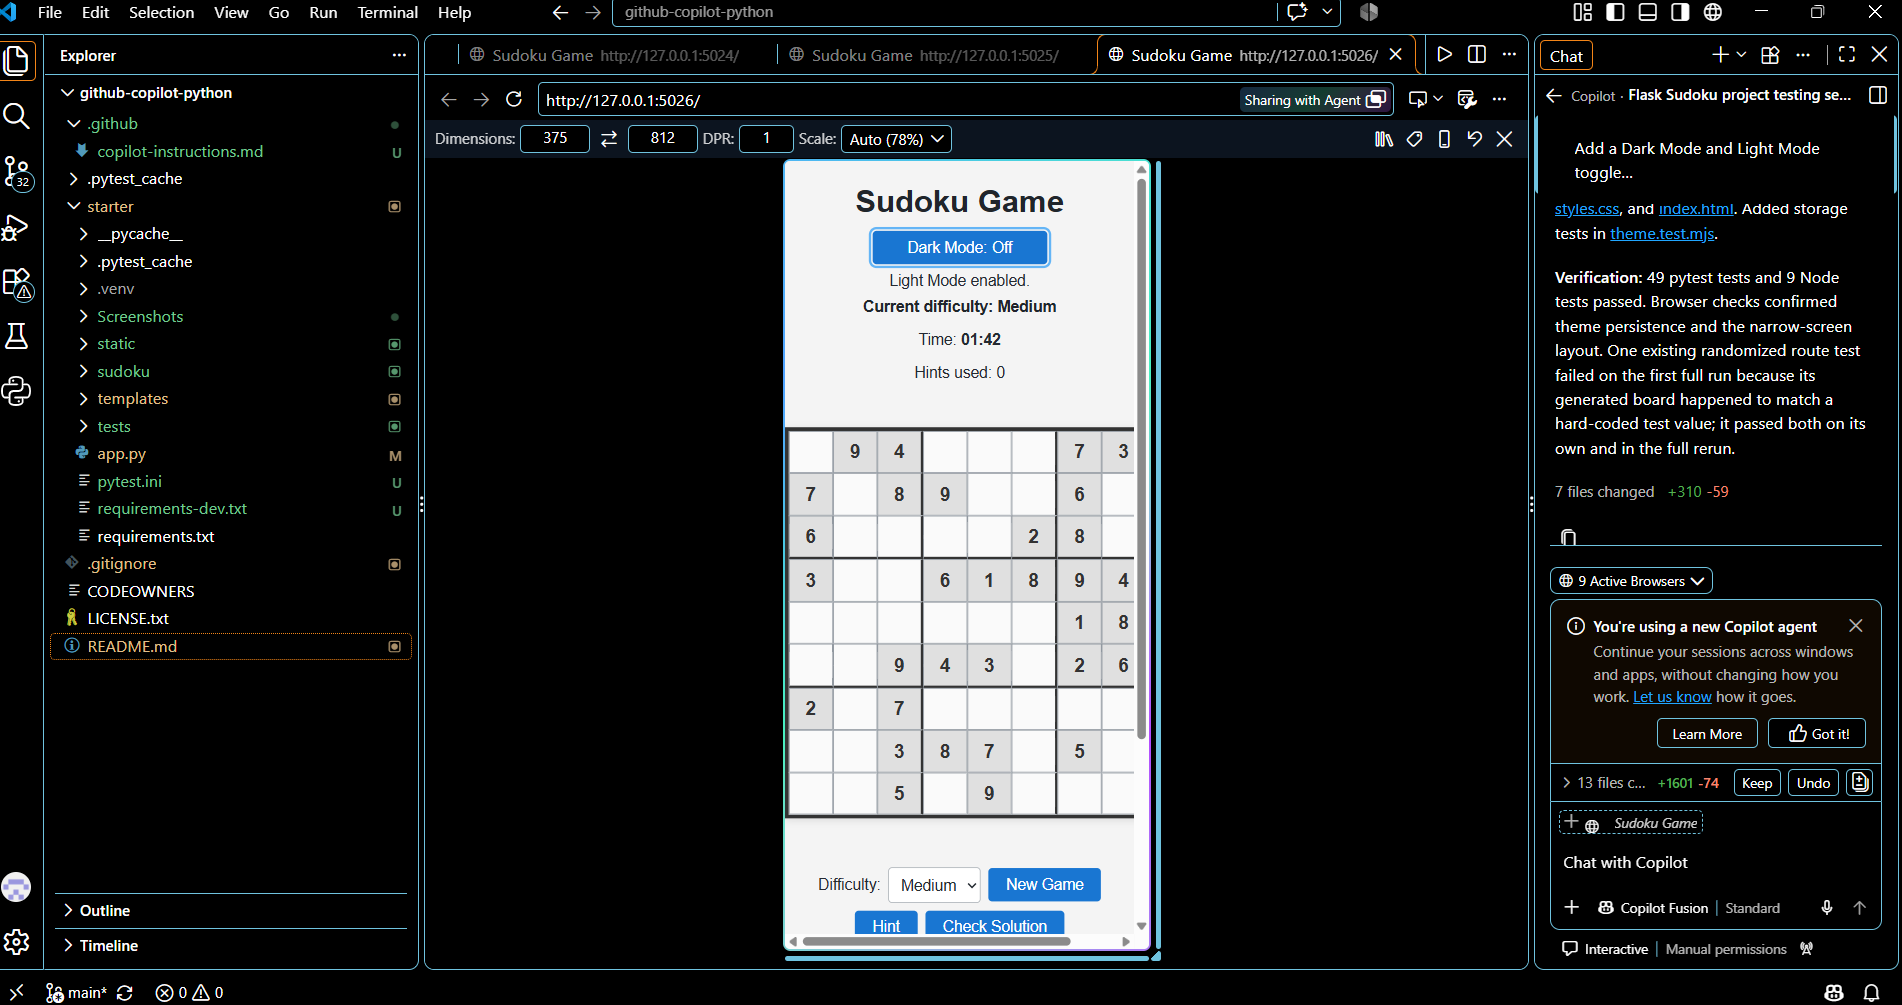 File Edit Selection View Go Run Terminal Help
github-copilot-python
Explorer
github-copilot-python
.github
copilot-instructions.md U
.pytest_cache
starter
__pycache__
.pytest_cache
.venv
Screenshots
static
sudoku
templates
tests
app.py M
pytest.ini U
requirements-dev.txt U
requirements.txt
.gitignore
CODEOWNERS
LICENSE.txt
README.md
Outline
Timeline
32
main*
0 0
Sudoku Game http://127.0.0.1:5024/
Sudoku Game http://127.0.0.1:5025/
Sudoku Game http://127.0.0.1:5026/
http://127.0.0.1:5026/
Sharing with Agent
Dimensions: 375 812 DPR: 1 Scale: Auto (78%)
Sudoku Game
Dark Mode: Off
Light Mode enabled.
Current difficulty: Medium
Time: 01:42
Hints used: 0
9 4 7 3
7 8 9 6
6 2 8
3 6 1 8 9 4
1 8
9 4 3 2 6
2 7
3 8 7 5
5 9
Difficulty: Medium New Game
Hint Check Solution
Chat
Copilot · Flask Sudoku project testing se...
Add a Dark Mode and Light Mode
toggle...
styles.css, and index.html. Added storage
tests in theme.test.mjs.
Verification: 49 pytest tests and 9 Node
tests passed. Browser checks confirmed
theme persistence and the narrow-screen
layout. One existing randomized route test
failed on the first full run because its
generated board happened to match a
hard-coded test value; it passed both on its
own and in the full rerun.
7 files changed +310 -59
9 Active Browsers
You're using a new Copilot agent
Continue your sessions across windows
and apps, without changing how you
work. Let us know how it goes.
Learn More Got it!
13 files c... +1601 -74 Keep Undo
Sudoku Game
Chat with Copilot
Copilot Fusion | Standard
Interactive | Manual permissions